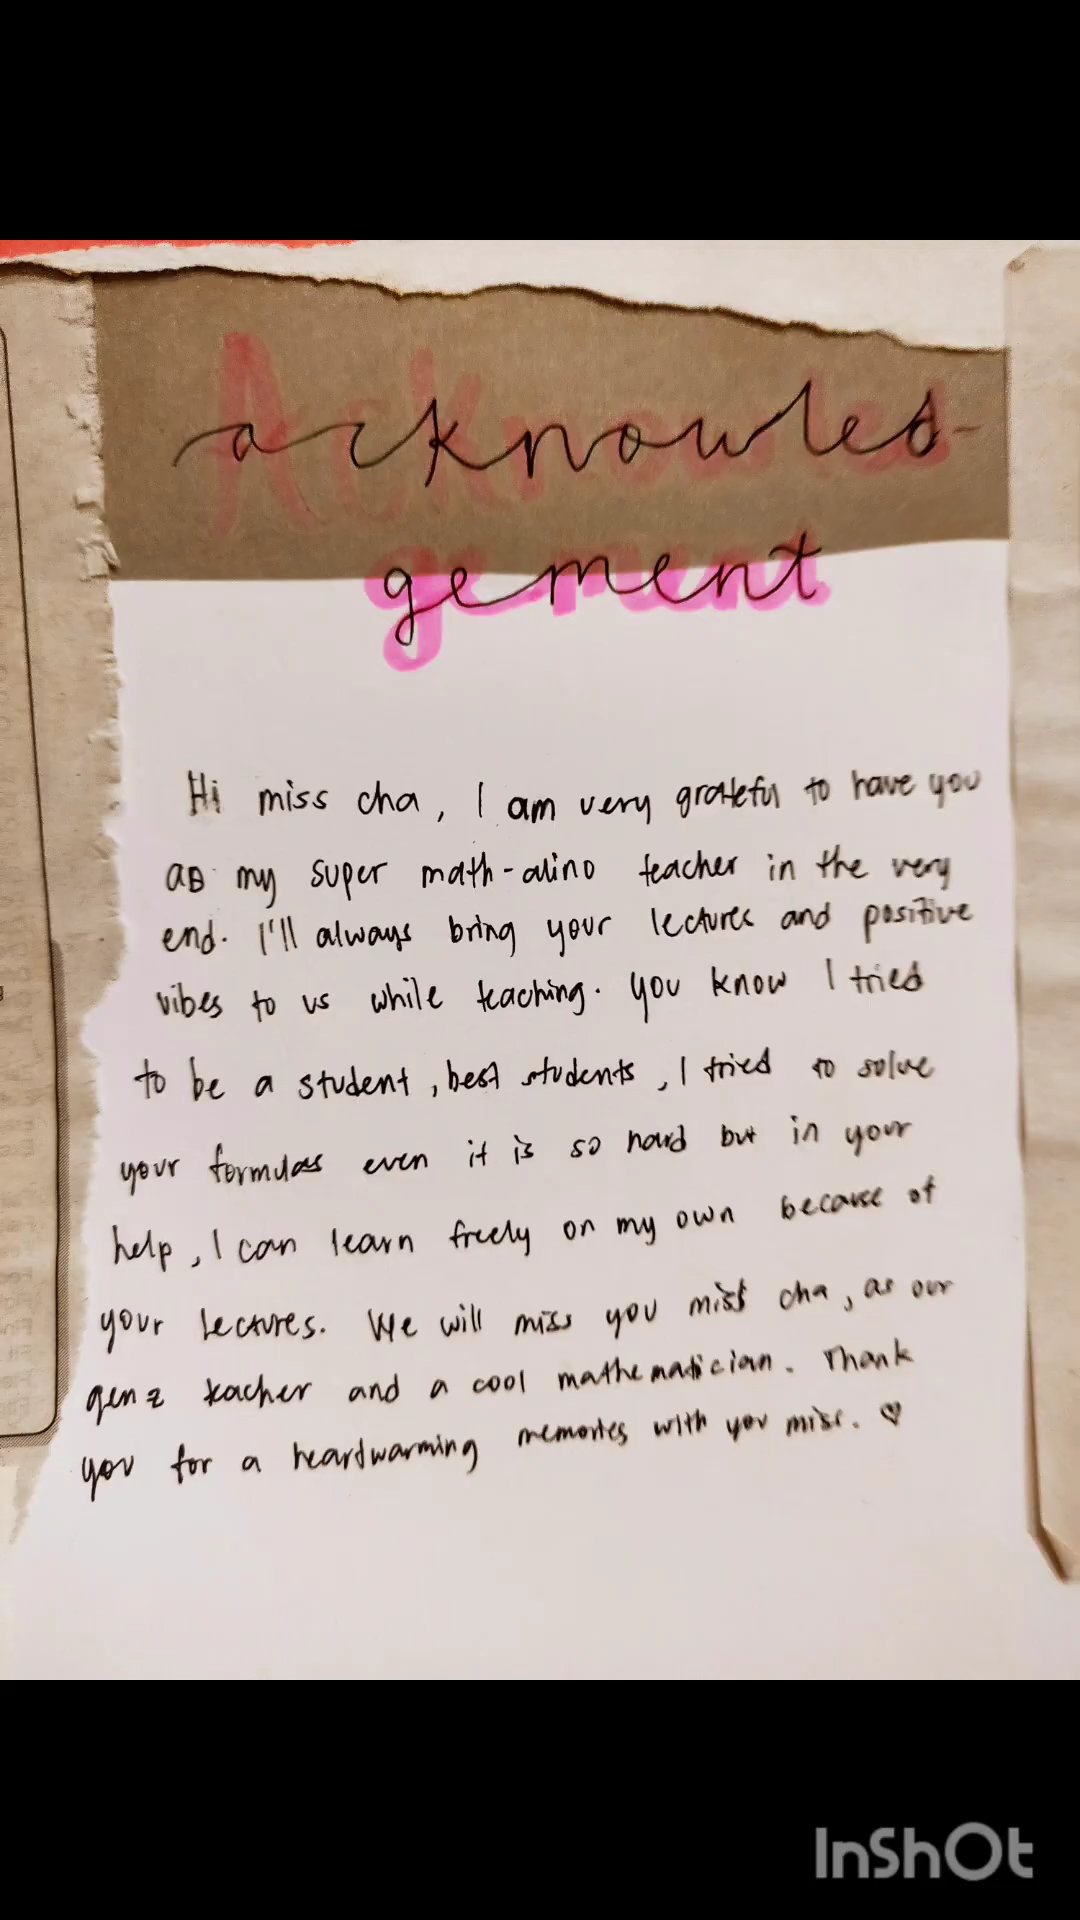 acknowled-
gement
Hi miss cha, I am very grateful to have you
as my super math-alino teacher in the very
end. I'll always bring your lectures and positive
vibes to us while teaching. you know I tried
to be a student, best students, I tried to solve
your formulas even it is so hard but in your
help, I can learn freely on my own because of
your lectures. We will miss you miss cha, as our
gen z teacher and a cool mathematician. Thank
you for a heardwarming memories with you miss. ♡
InShOt